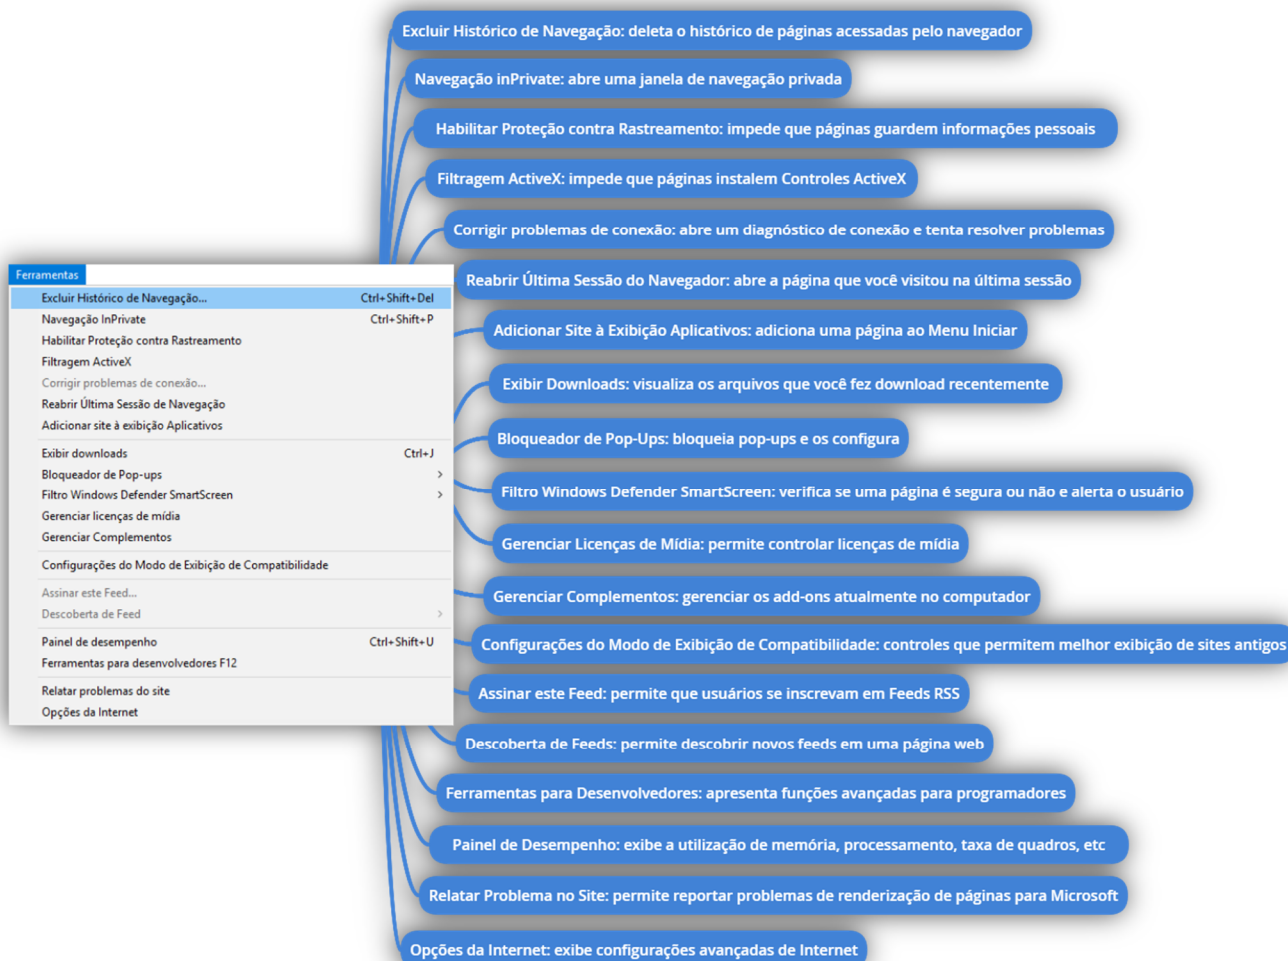 Excluir Histórico de Navegação: deleta o histórico de páginas acessadas pelo navegador
Navegação inPrivate: abre uma janela de navegação privada
Habilitar Proteção contra Rastreamento: impede que páginas guardem informações pessoais
Filtragem ActiveX: impede que páginas instalem Controles ActiveX
Corrigir problemas de conexão: abre um diagnóstico de conexão e tenta resolver problemas
Reabrir Última Sessão do Navegador: abre a página que você visitou na última sessão
Adicionar Site à Exibição Aplicativos: adiciona uma página ao Menu Iniciar
Exibir Downloads: visualiza os arquivos que você fez download recentemente
Bloqueador de Pop-Ups: bloqueia pop-ups e os configura
Filtro Windows Defender SmartScreen: verifica se uma página é segura ou não e alerta o usuário
Gerenciar Licenças de Mídia: permite controlar licenças de mídia
Gerenciar Complementos: gerenciar os add-ons atualmente no computador
Configurações do Modo de Exibição de Compatibilidade: controles que permitem melhor exibição de sites antigos
Assinar este Feed: permite que usuários se inscrevam em Feeds RSS
Descoberta de Feeds: permite descobrir novos feeds em uma página web
Ferramentas para Desenvolvedores: apresenta funções avançadas para programadores
Painel de Desempenho: exibe a utilização de memória, processamento, taxa de quadros, etc
Relatar Problema no Site: permite reportar problemas de renderização de páginas para Microsoft
Opções da Internet: exibe configurações avançadas de Internet
Ferramentas
Excluir Histórico de Navegação... Ctrl+Shift+Del
Navegação InPrivate Ctrl+Shift+P
Habilitar Proteção contra Rastreamento
Filtragem ActiveX
Corrigir problemas de conexão...
Reabrir Última Sessão de Navegação
Adicionar site à exibição Aplicativos
Exibir downloads Ctrl+J
Bloqueador de Pop-ups >
Filtro Windows Defender SmartScreen >
Gerenciar licenças de mídia
Gerenciar Complementos
Configurações do Modo de Exibição de Compatibilidade
Assinar este Feed...
Descoberta de Feed >
Painel de desempenho Ctrl+Shift+U
Ferramentas para desenvolvedores F12
Relatar problemas do site
Opções da Internet